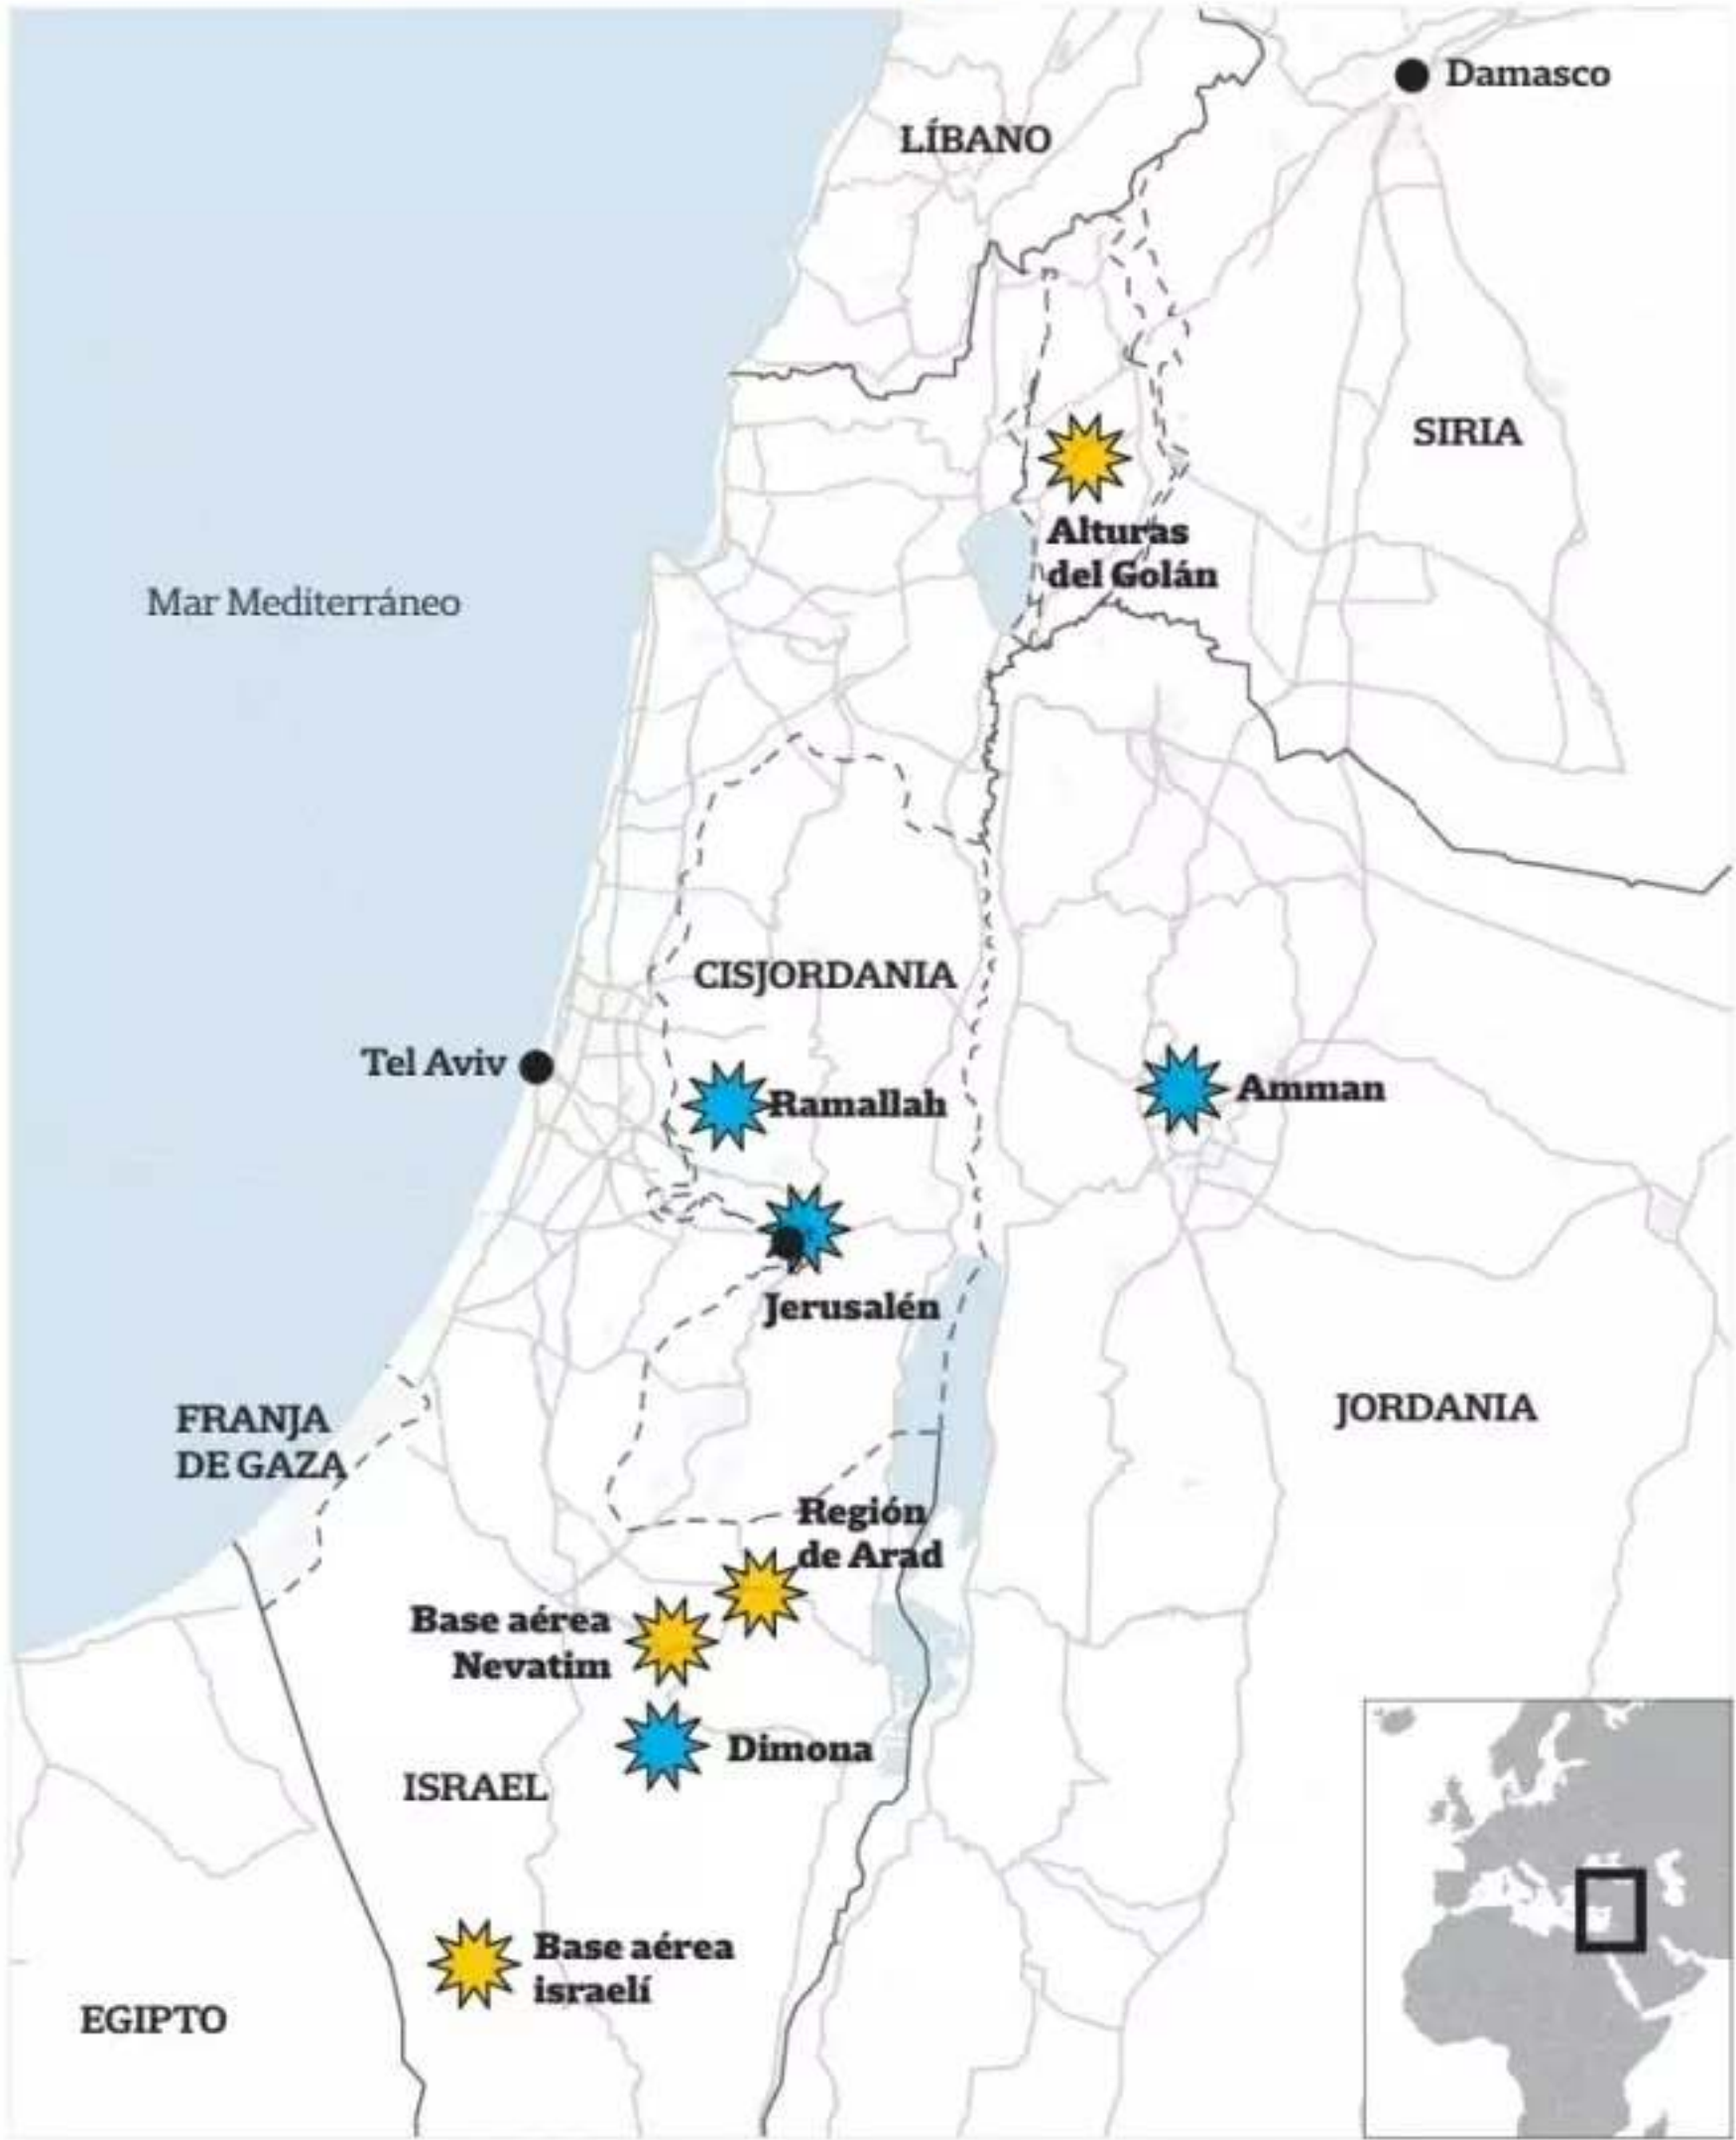 Damasco
LÍBANO
SIRIA
Alturas
del Golán
Mar Mediterráneo
CISJORDANIA
Tel Aviv
Ramallah
Amman
Jerusalén
FRANJA
DE GAZA
JORDANIA
Región
de Arad
Base aérea
Nevatim
Dimona
ISRAEL
Base aérea
israelí
EGIPTO